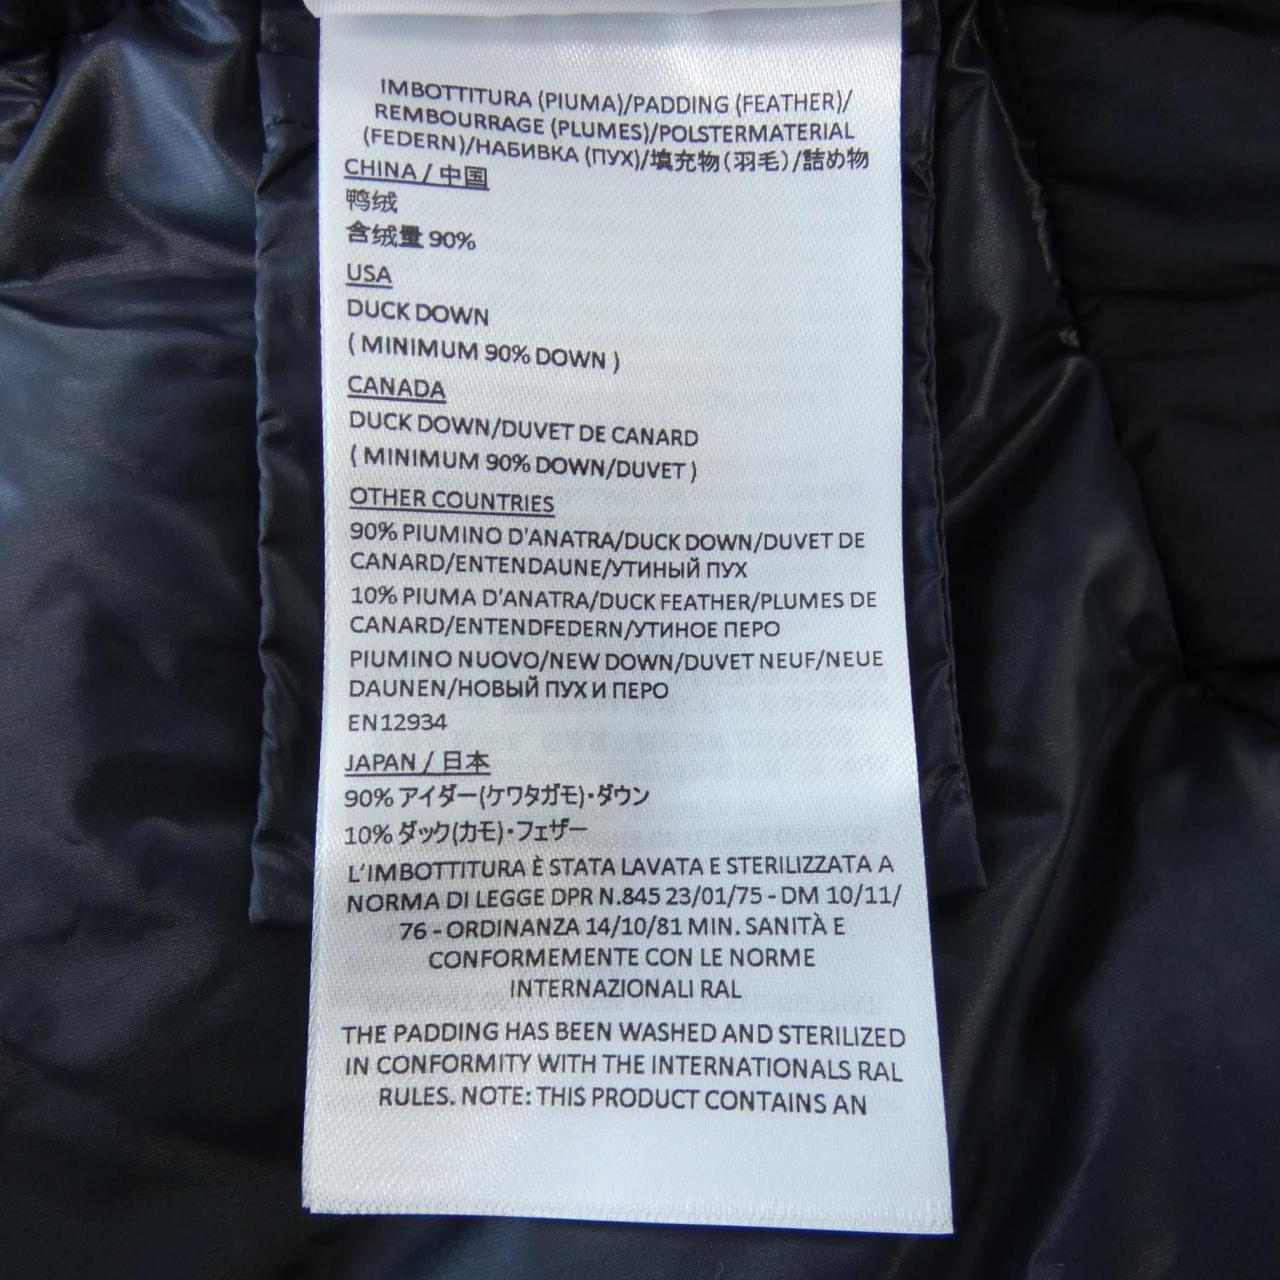 IMBOTTITURA (PIUMA)/PADDING (FEATHER)/
REMBOURRAGE (PLUMES)/POLSTERMATERIAL
(FEDERN)/НАБИВКА (ПУХ)/填充物（羽毛）/詰め物
CHINA / 中国
鸭绒
含绒量 90%
USA
DUCK DOWN
( MINIMUM 90% DOWN )
CANADA
DUCK DOWN/DUVET DE CANARD
( MINIMUM 90% DOWN/DUVET )
OTHER COUNTRIES
90% PIUMINO D'ANATRA/DUCK DOWN/DUVET DE
CANARD/ENTENDAUNE/УТИНЫЙ ПУХ
10% PIUMA D'ANATRA/DUCK FEATHER/PLUMES DE
CANARD/ENTENDFEDERN/УТИНОЕ ПЕРО
PIUMINO NUOVO/NEW DOWN/DUVET NEUF/NEUE
DAUNEN/НОВЫЙ ПУХ И ПЕРО
EN12934
JAPAN / 日本
90% アイダー(ケワタガモ)・ダウン
10% ダック(カモ)・フェザー
L'IMBOTTITURA È STATA LAVATA E STERILIZZATA A
NORMA DI LEGGE DPR N.845 23/01/75 - DM 10/11/
76 - ORDINANZA 14/10/81 MIN. SANITÀ E
CONFORMEMENTE CON LE NORME
INTERNAZIONALI RAL
THE PADDING HAS BEEN WASHED AND STERILIZED
IN CONFORMITY WITH THE INTERNATIONALS RAL
RULES. NOTE: THIS PRODUCT CONTAINS AN